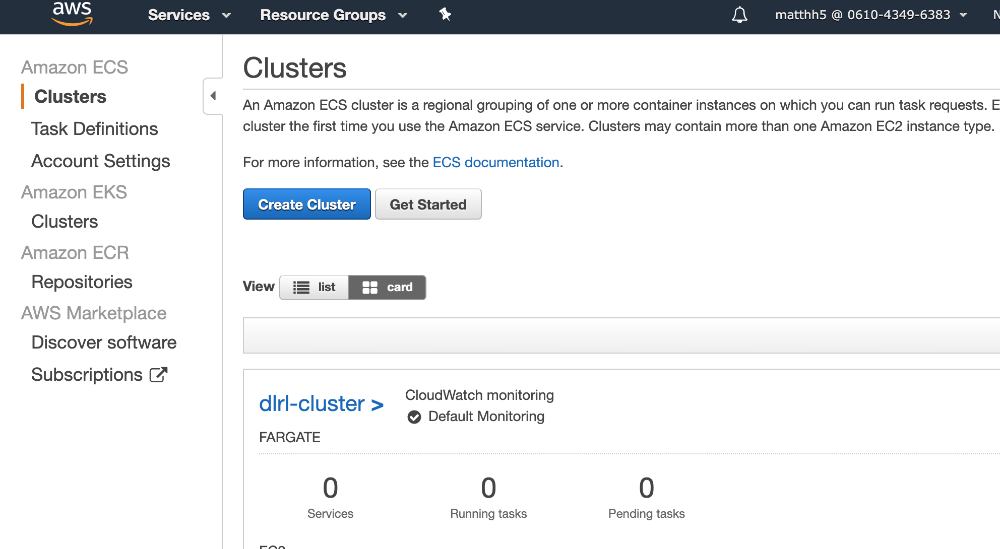 aws
Services
Resource Groups
matthh5 @ 0610-4349-6383
N
Amazon ECS
Clusters
Task Definitions
Account Settings
Amazon EKS
Clusters
Amazon ECR
Repositories
AWS Marketplace
Discover software
Subscriptions
Clusters
An Amazon ECS cluster is a regional grouping of one or more container instances on which you can run task requests. E
cluster the first time you use the Amazon ECS service. Clusters may contain more than one Amazon EC2 instance type.
For more information, see the ECS documentation.
Create Cluster
Get Started
View
list
card
dlrl-cluster >
CloudWatch monitoring
Default Monitoring
FARGATE
0
Services
0
Running tasks
0
Pending tasks